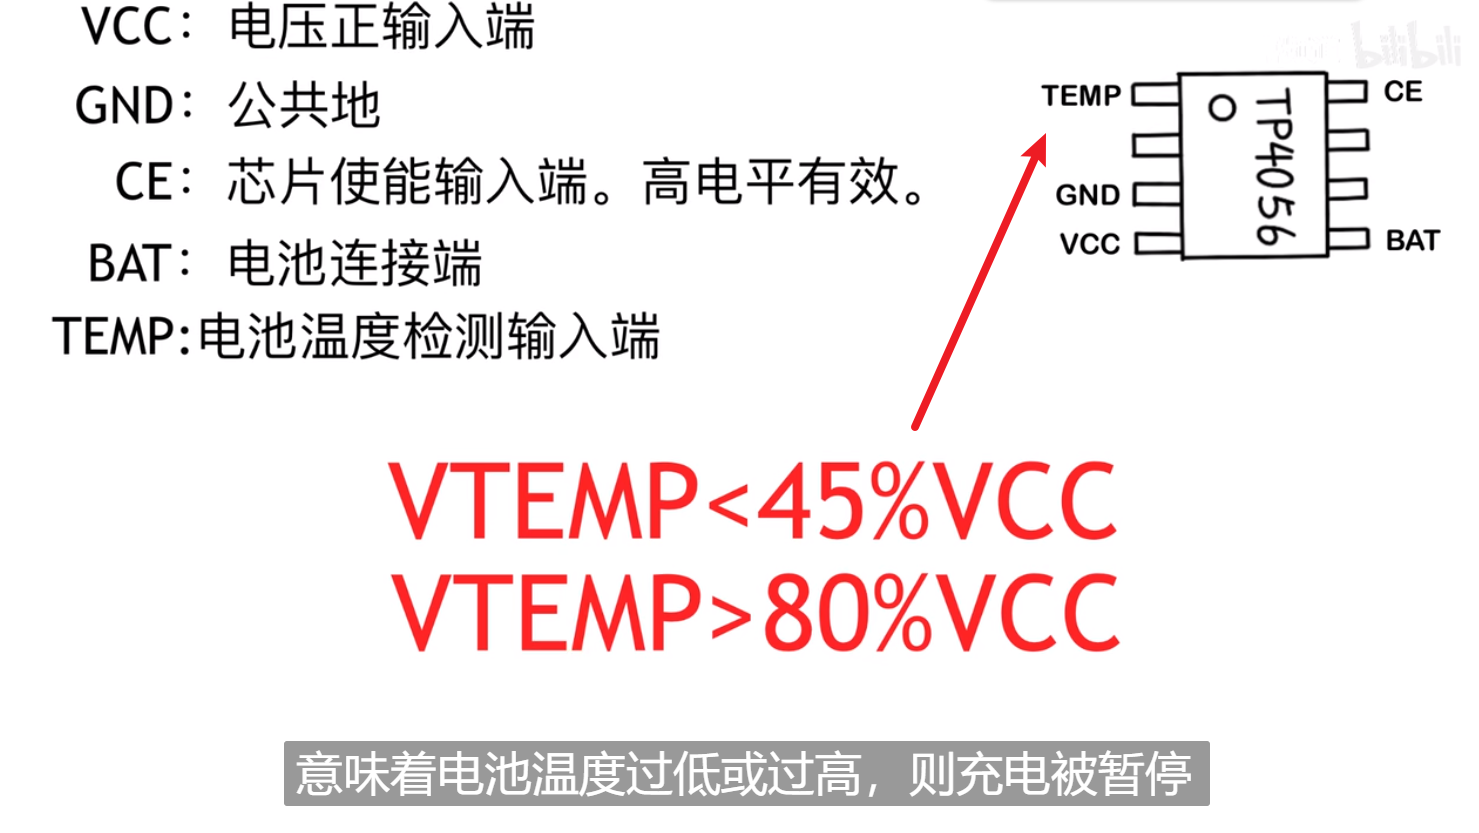 VCC：电压正输入端
GND：公共地
CE：芯片使能输入端。高电平有效。
BAT：电池连接端
TEMP:电池温度检测输入端
bilibili
TEMP
CE
GND
VCC
BAT
TP4056
VTEMP<45%VCC
VTEMP>80%VCC
意味着电池温度过低或过高，则充电被暂停